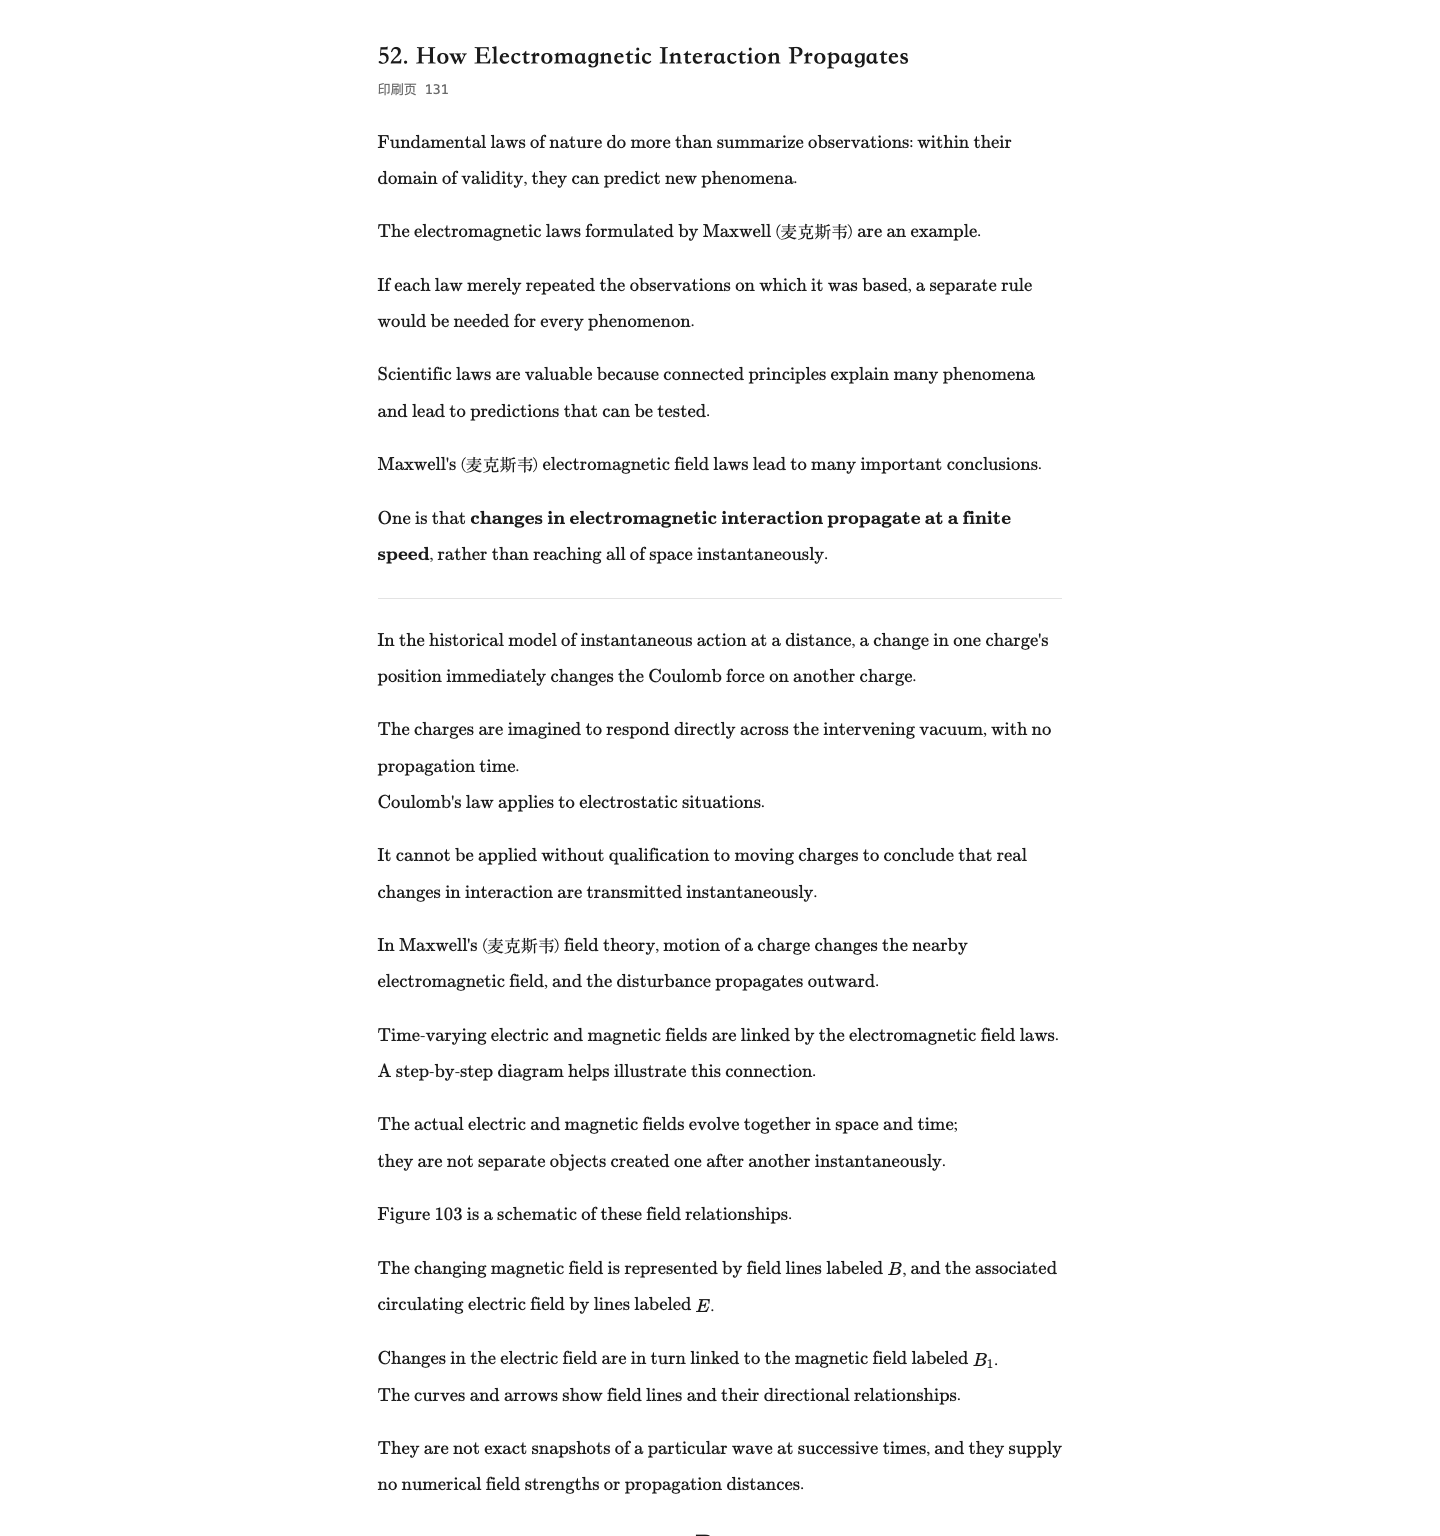 52. How Electromagnetic Interaction Propagates
印刷页 131
Fundamental laws of nature do more than summarize observations: within their
domain of validity, they can predict new phenomena.
The electromagnetic laws formulated by Maxwell (麦克斯韦) are an example.
If each law merely repeated the observations on which it was based, a separate rule
would be needed for every phenomenon.
Scientific laws are valuable because connected principles explain many phenomena
and lead to predictions that can be tested.
Maxwell's (麦克斯韦) electromagnetic field laws lead to many important conclusions.
One is that changes in electromagnetic interaction propagate at a finite
speed, rather than reaching all of space instantaneously.
In the historical model of instantaneous action at a distance, a change in one charge's
position immediately changes the Coulomb force on another charge.
The charges are imagined to respond directly across the intervening vacuum, with no
propagation time.
Coulomb's law applies to electrostatic situations.
It cannot be applied without qualification to moving charges to conclude that real
changes in interaction are transmitted instantaneously.
In Maxwell's (麦克斯韦) field theory, motion of a charge changes the nearby
electromagnetic field, and the disturbance propagates outward.
Time-varying electric and magnetic fields are linked by the electromagnetic field laws.
A step-by-step diagram helps illustrate this connection.
The actual electric and magnetic fields evolve together in space and time;
they are not separate objects created one after another instantaneously.
Figure 103 is a schematic of these field relationships.
The changing magnetic field is represented by field lines labeled B, and the associated
circulating electric field by lines labeled E.
Changes in the electric field are in turn linked to the magnetic field labeled B₁.
The curves and arrows show field lines and their directional relationships.
They are not exact snapshots of a particular wave at successive times, and they supply
no numerical field strengths or propagation distances.